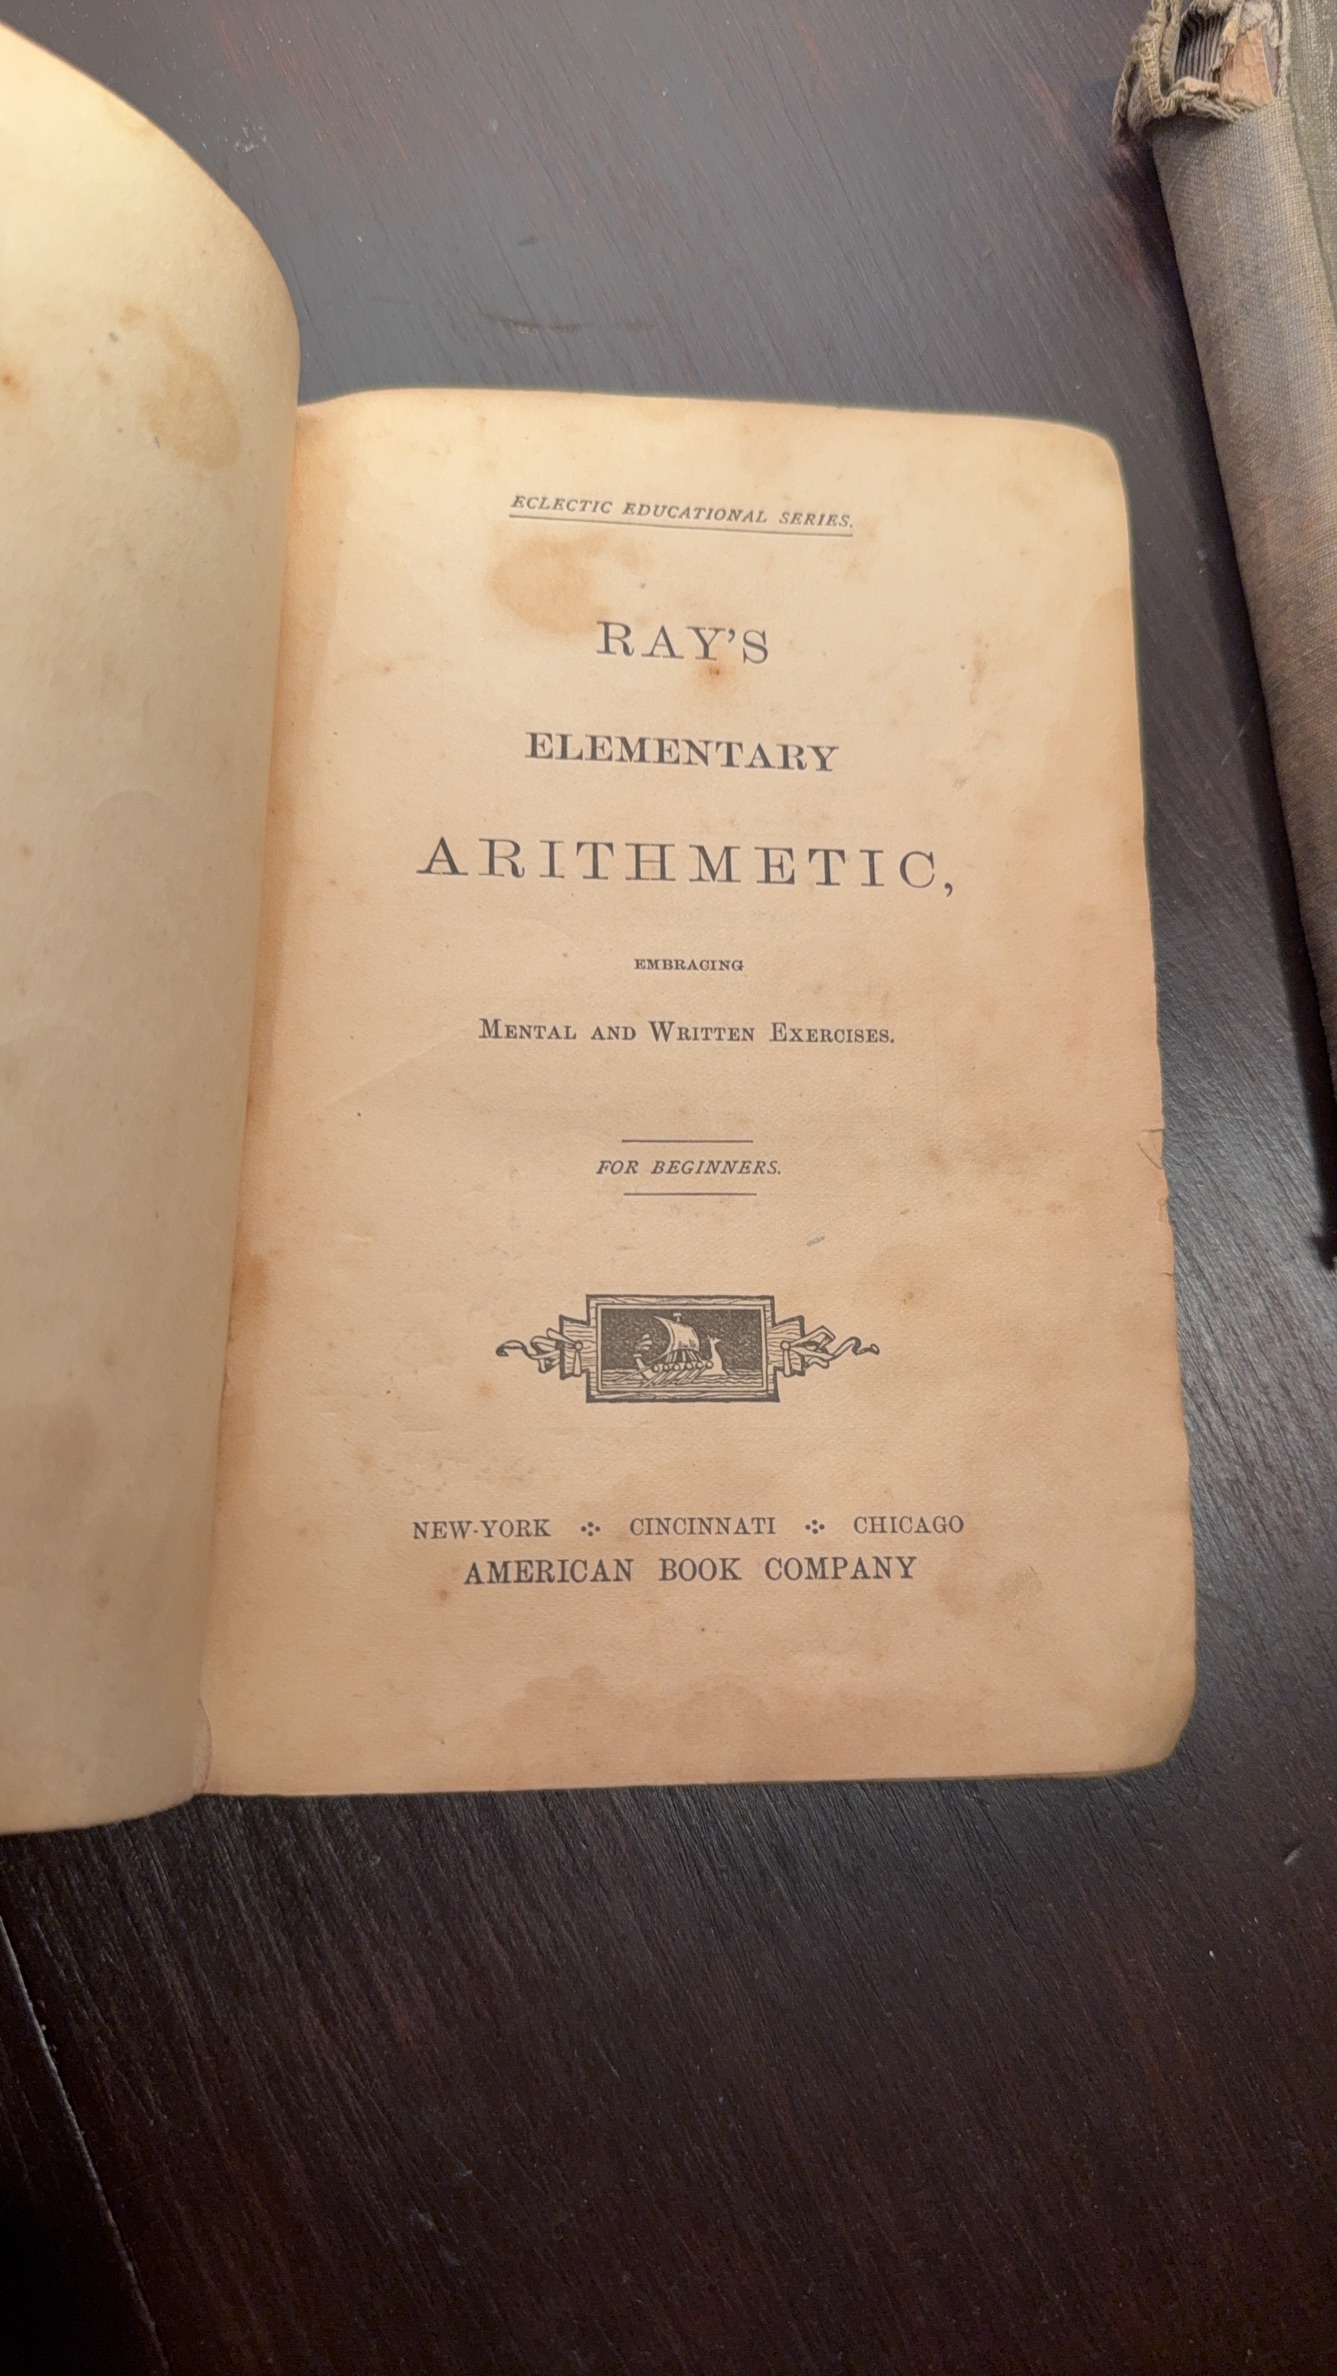 ECLECTIC EDUCATIONAL SERIES.
RAY'S
ELEMENTARY
ARITHMETIC,
EMBRACING
MENTAL AND WRITTEN EXERCISES.
FOR BEGINNERS.
NEW-YORK ⁘ CINCINNATI ⁘ CHICAGO
AMERICAN BOOK COMPANY